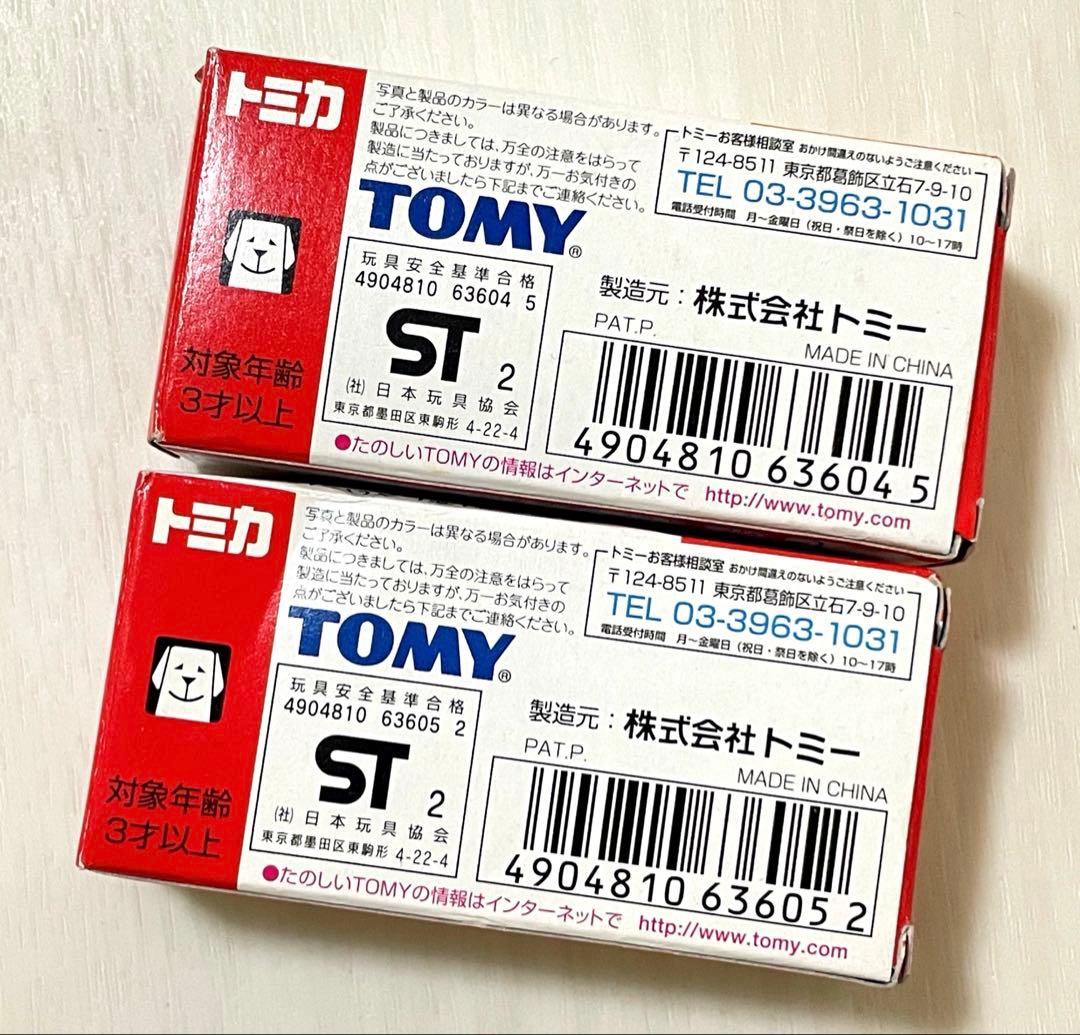 トミカ
写真と製品のカラーは異なる場合があります。
ご了承ください。
製品につきましては、万全の注意をはらって
製造に当たっておりますが、万一お気付きの
点がございましたら下記までご連絡ください。
トミーお客様相談室 おかけ間違えのないようご注意ください
〒124-8511 東京都葛飾区立石7-9-10
TEL 03-3963-1031
電話受付時間 月～金曜日（祝日・祭日を除く）10～17時
TOMY®
玩具安全基準合格
4904810 63604 5
ST 2
(社)日本玩具協会
東京都墨田区東駒形 4-22-4
製造元：株式会社トミー
PAT.P.
MADE IN CHINA
4904810 63604 5
対象年齢
3才以上
●たのしいTOMYの情報はインターネットで http://www.tomy.com
トミカ
写真と製品のカラーは異なる場合があります。
ご了承ください。
製品につきましては、万全の注意をはらって
製造に当たっておりますが、万一お気付きの
点がございましたら下記までご連絡ください。
トミーお客様相談室 おかけ間違えのないようご注意ください
〒124-8511 東京都葛飾区立石7-9-10
TEL 03-3963-1031
電話受付時間 月～金曜日（祝日・祭日を除く）10～17時
TOMY®
玩具安全基準合格
4904810 63605 2
ST 2
(社)日本玩具協会
東京都墨田区東駒形 4-22-4
製造元：株式会社トミー
PAT.P.
MADE IN CHINA
4904810 63605 2
対象年齢
3才以上
●たのしいTOMYの情報はインターネットで http://www.tomy.com